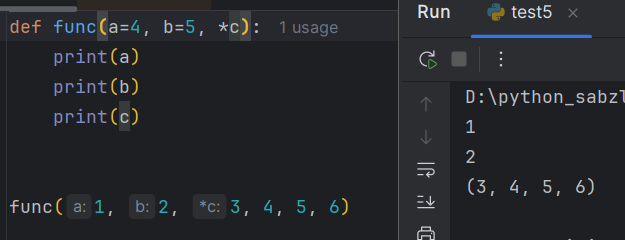 def func(a=4, b=5, *c): 1 usage
    print(a)
    print(b)
    print(c)
func( a: 1, b: 2, *c: 3, 4, 5, 6)
Run test5 ×
D:\python_sabzl
1
2
(3, 4, 5, 6)